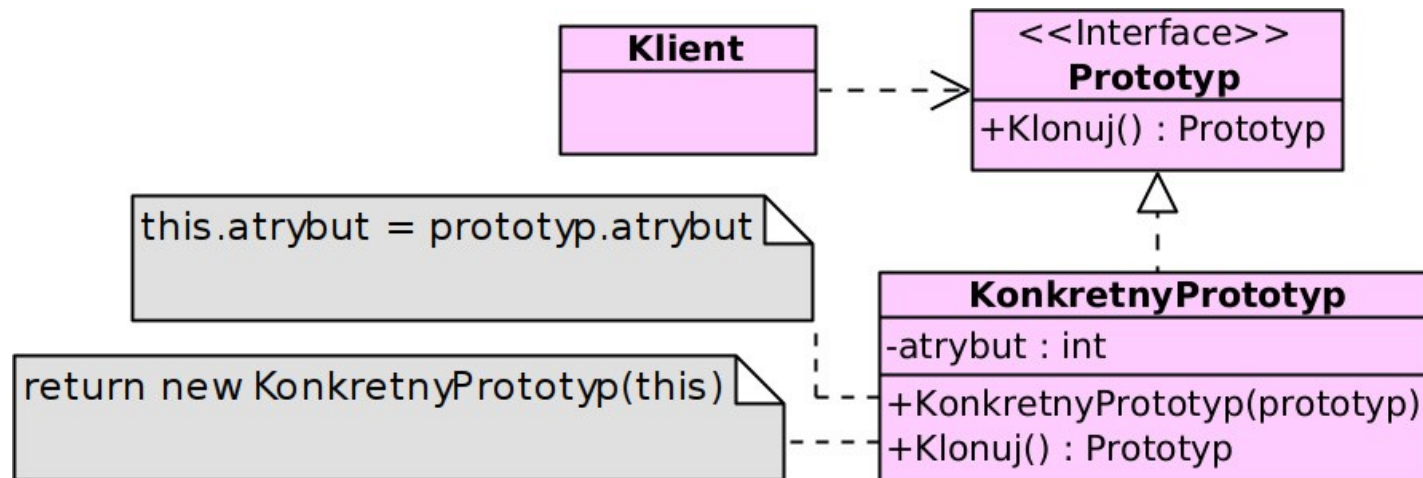 Klient
<<Interface>>
Prototyp
+Klonuj() : Prototyp
this.atrybut = prototyp.atrybut
KonkretnyPrototyp
-atrybut : int
return new KonkretnyPrototyp(this)
+KonkretnyPrototyp(prototyp)
+Klonuj() : Prototyp